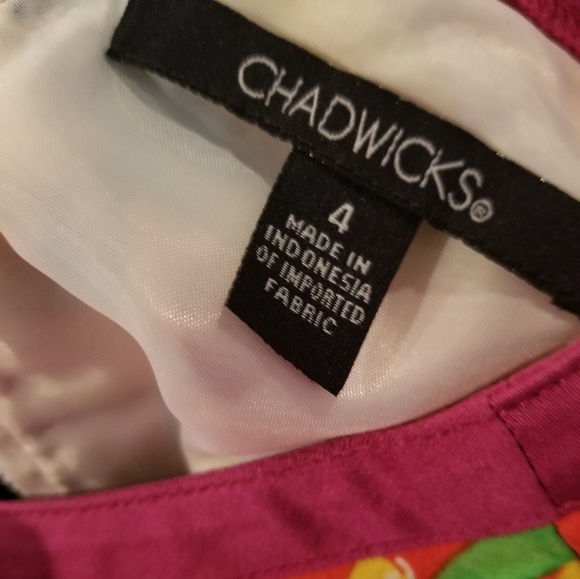 CHADWICKS®
4
MADE IN
INDONESIA
OF IMPORTED
FABRIC